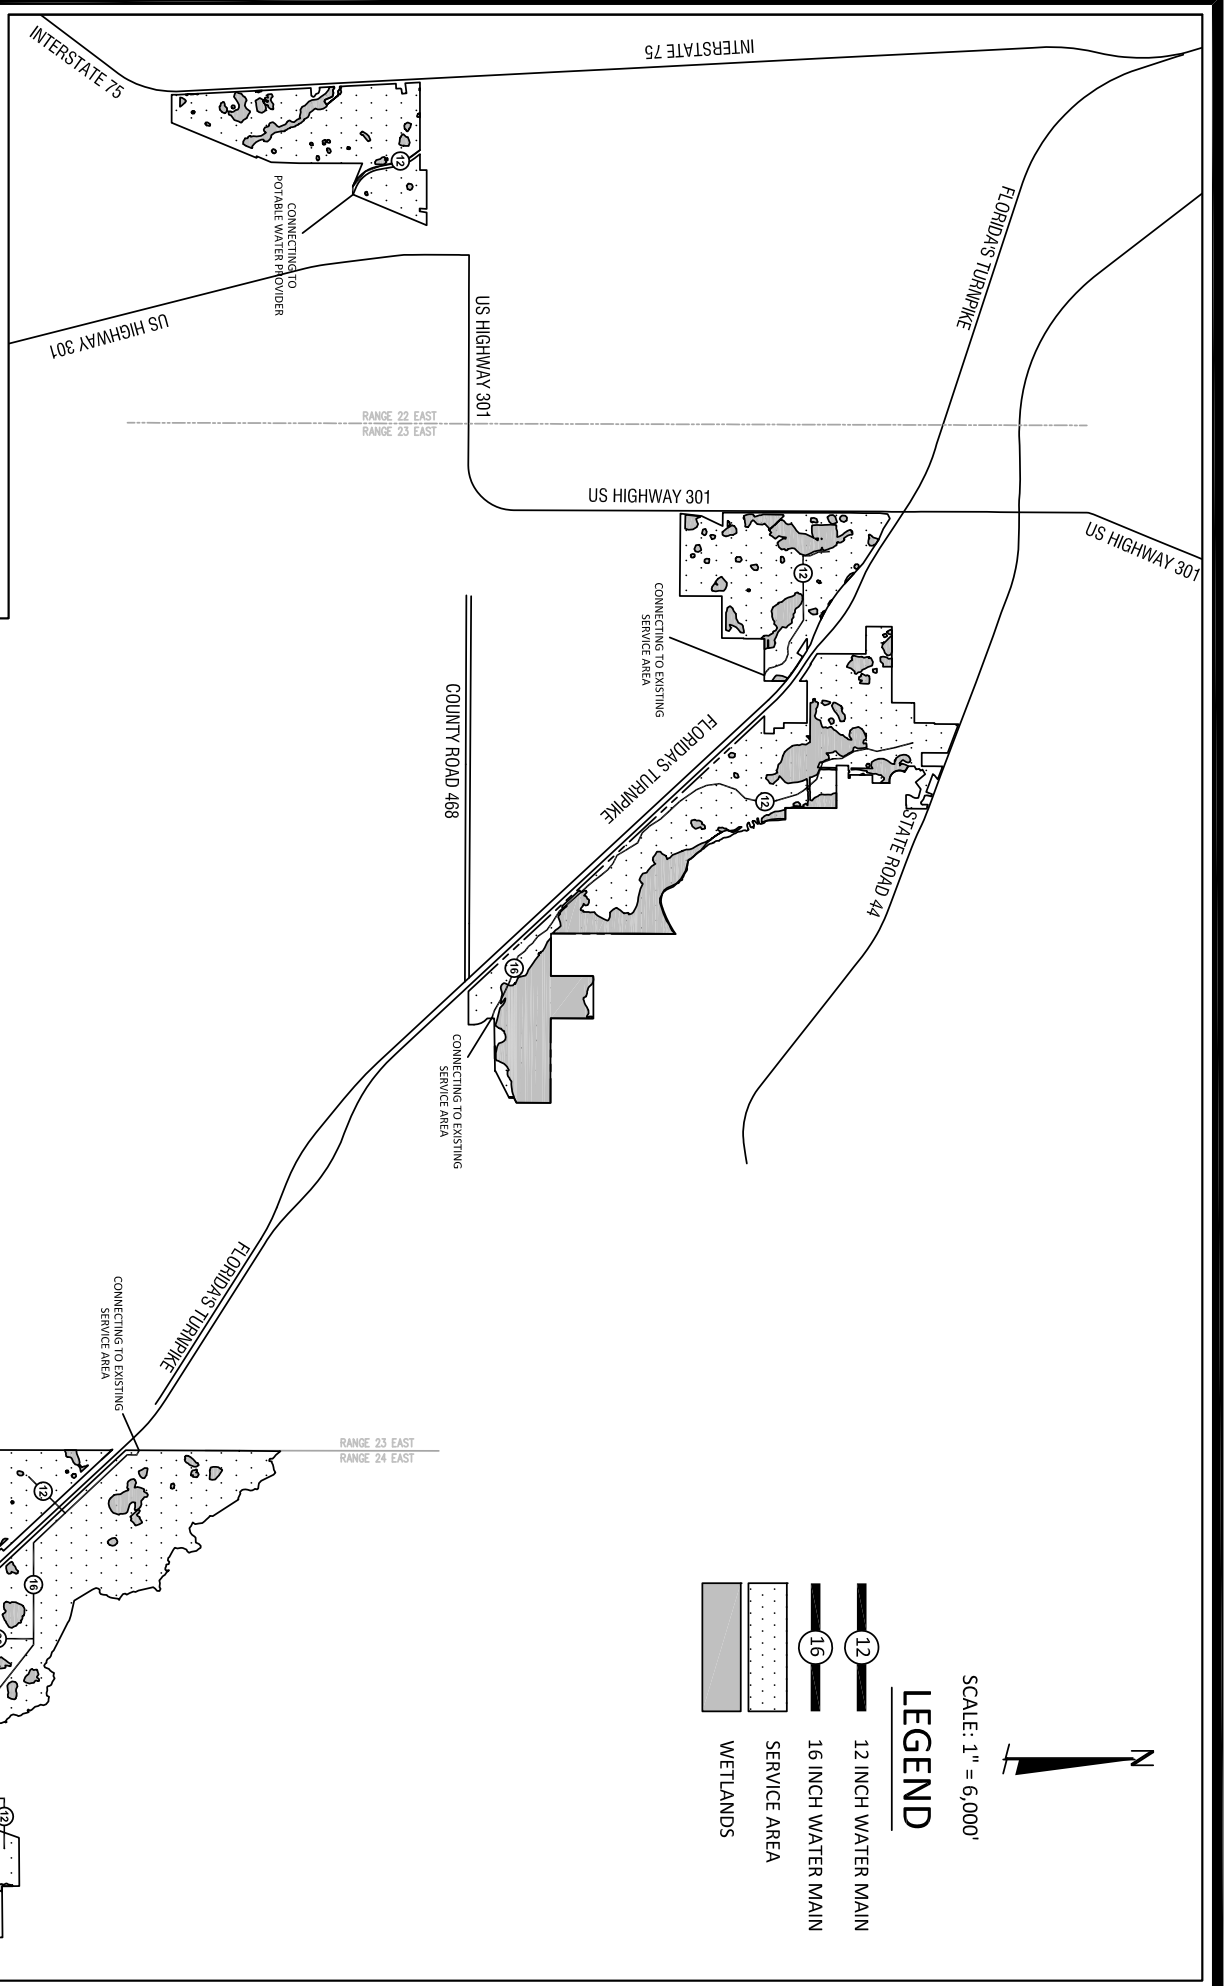 INTERSTATE 75
INTERSTATE 75
12
CONNECTING TO
POTABLE WATER PROVIDER
US HIGHWAY 301
US HIGHWAY 301
FLORIDA'S TURNPIKE
RANGE 22 EAST
RANGE 23 EAST
US HIGHWAY 301
US HIGHWAY 301
12
CONNECTING TO EXISTING
SERVICE AREA
COUNTY ROAD 468
FLORIDA'S TURNPIKE
12
STATE ROAD 44
16
CONNECTING TO EXISTING
SERVICE AREA
FLORIDA'S TURNPIKE
CONNECTING TO EXISTING
SERVICE AREA
RANGE 23 EAST
RANGE 24 EAST
12
16
12
N
SCALE: 1" = 6,000'
LEGEND
12
12 INCH WATER MAIN
16
16 INCH WATER MAIN
SERVICE AREA
WETLANDS